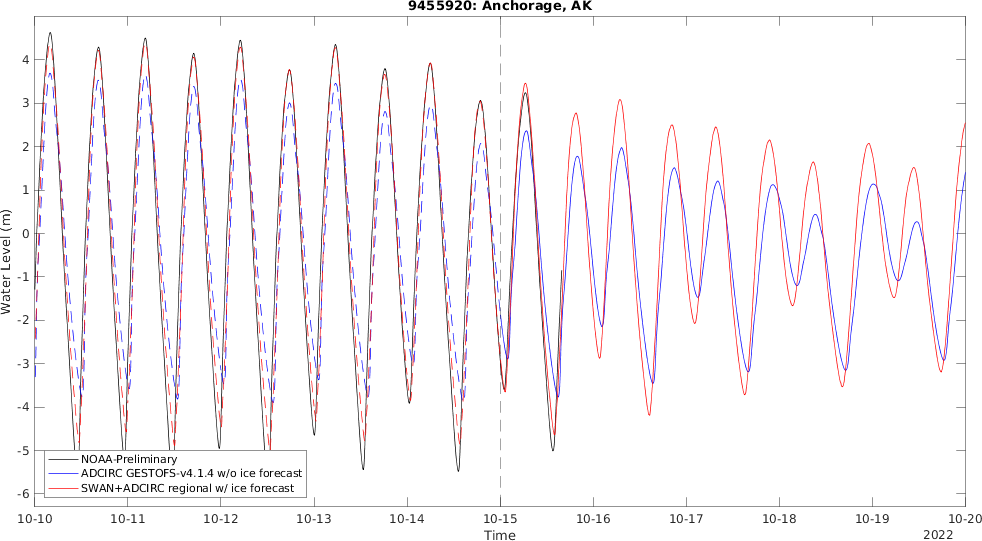 9455920: Anchorage, AK
Water Level (m)
4
3
2
1
0
-1
-2
-3
-4
-5
-6
NOAA-Preliminary
ADCIRC GESTOFS-v4.1.4 w/o ice forecast
SWAN+ADCIRC regional w/ ice forecast
10-10 10-11 10-12 10-13 10-14 10-15 10-16 10-17 10-18 10-19 10-20
Time
2022